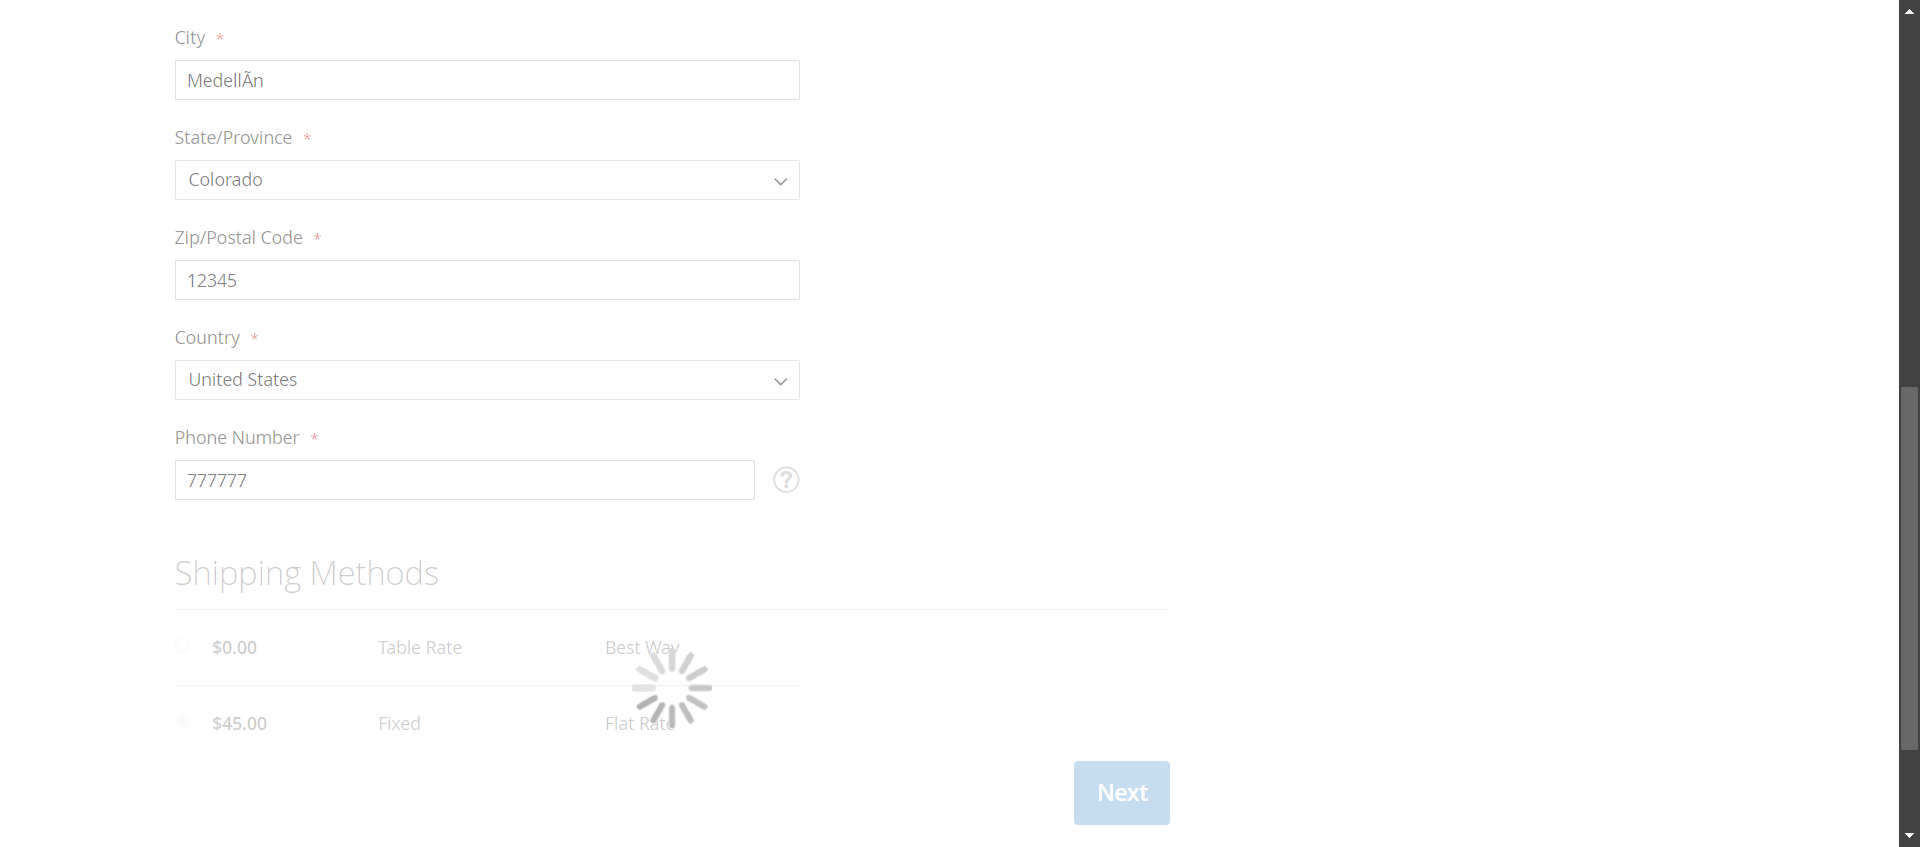 City *
MedellÃn
State/Province *
Colorado
Zip/Postal Code *
12345
Country *
United States
Phone Number *
777777
?
Shipping Methods
$0.00 Table Rate Best Way
$45.00 Fixed Flat Rate
Next